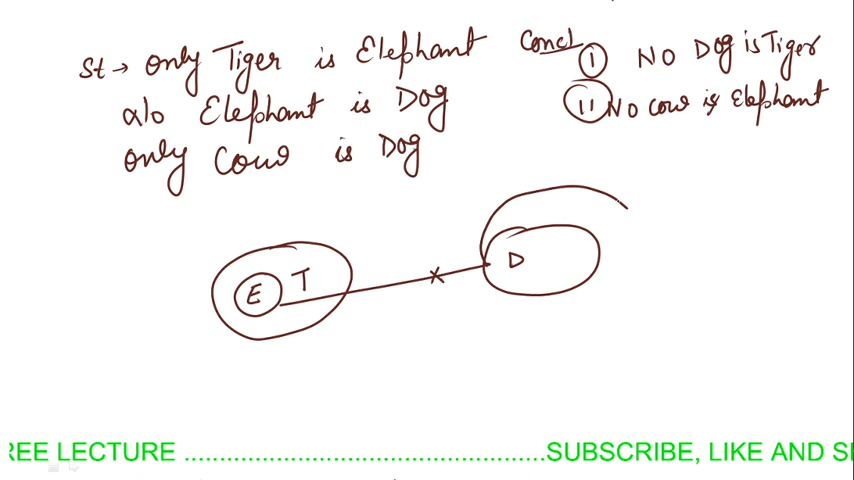 St → only Tiger is Elephant
Concl
I No Dog is Tiger
a/o Elephant is Dog
II No cow is Elephant
only Cow is Dog
E T
D
REE LECTURE ......................................................SUBSCRIBE, LIKE AND S